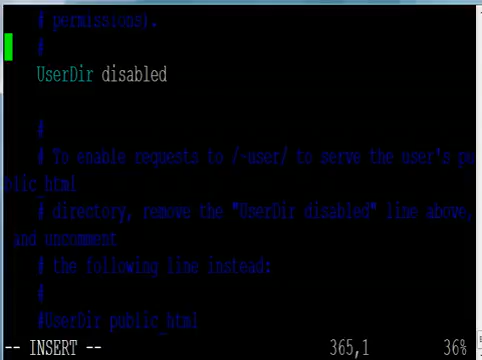 # permissions).
#
UserDir disabled
#
# To enable requests to /~user/ to serve the user's pu
blic_html
# directory, remove the "UserDir disabled" line above,
and uncomment
# the following line instead:
#
#UserDir public_html
-- INSERT --    365,1    36%